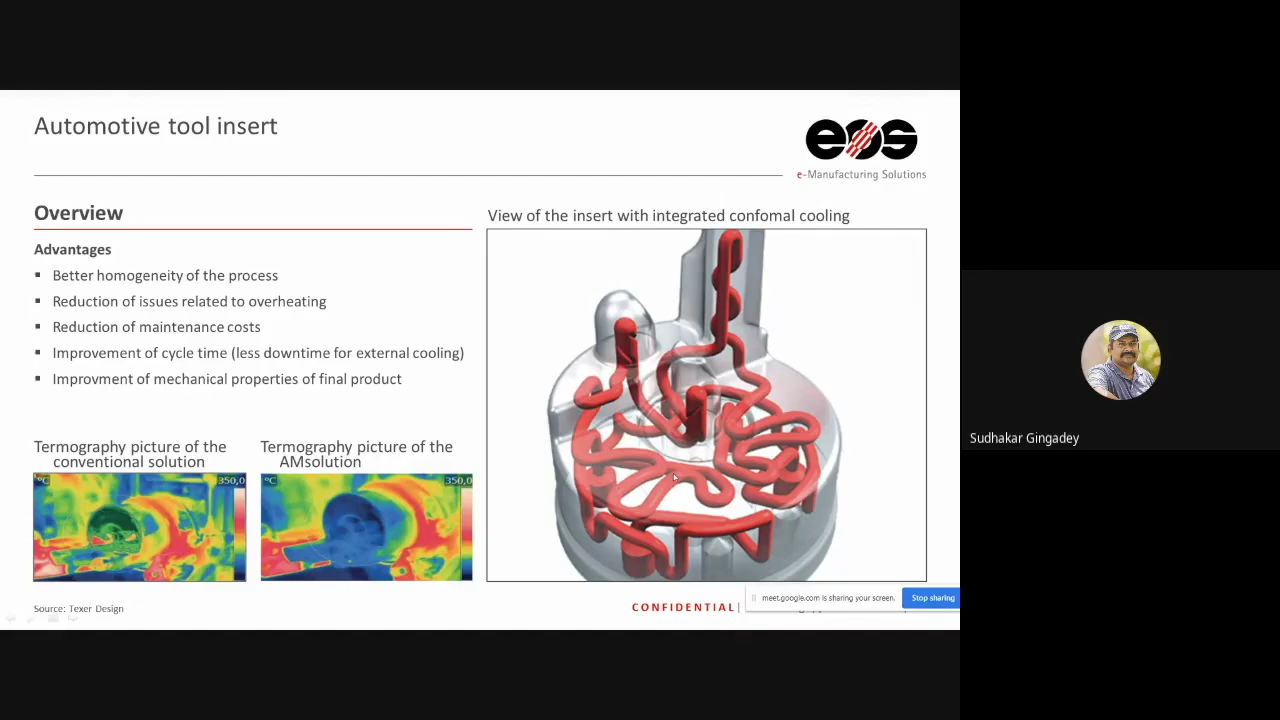 Automotive tool insert
eos
e-Manufacturing Solutions
Overview
Advantages
Better homogeneity of the process
Reduction of issues related to overheating
Reduction of maintenance costs
Improvement of cycle time (less downtime for external cooling)
Improvment of mechanical properties of final product
Termography picture of the
conventional solution
Termography picture of the
AMsolution
°C
350,0
°C
350,0
View of the insert with integrated confomal cooling
Source: Texer Design
CONFIDENTIAL|
meet.google.com is sharing your screen.
Stop sharing
Sudhakar Gingadey